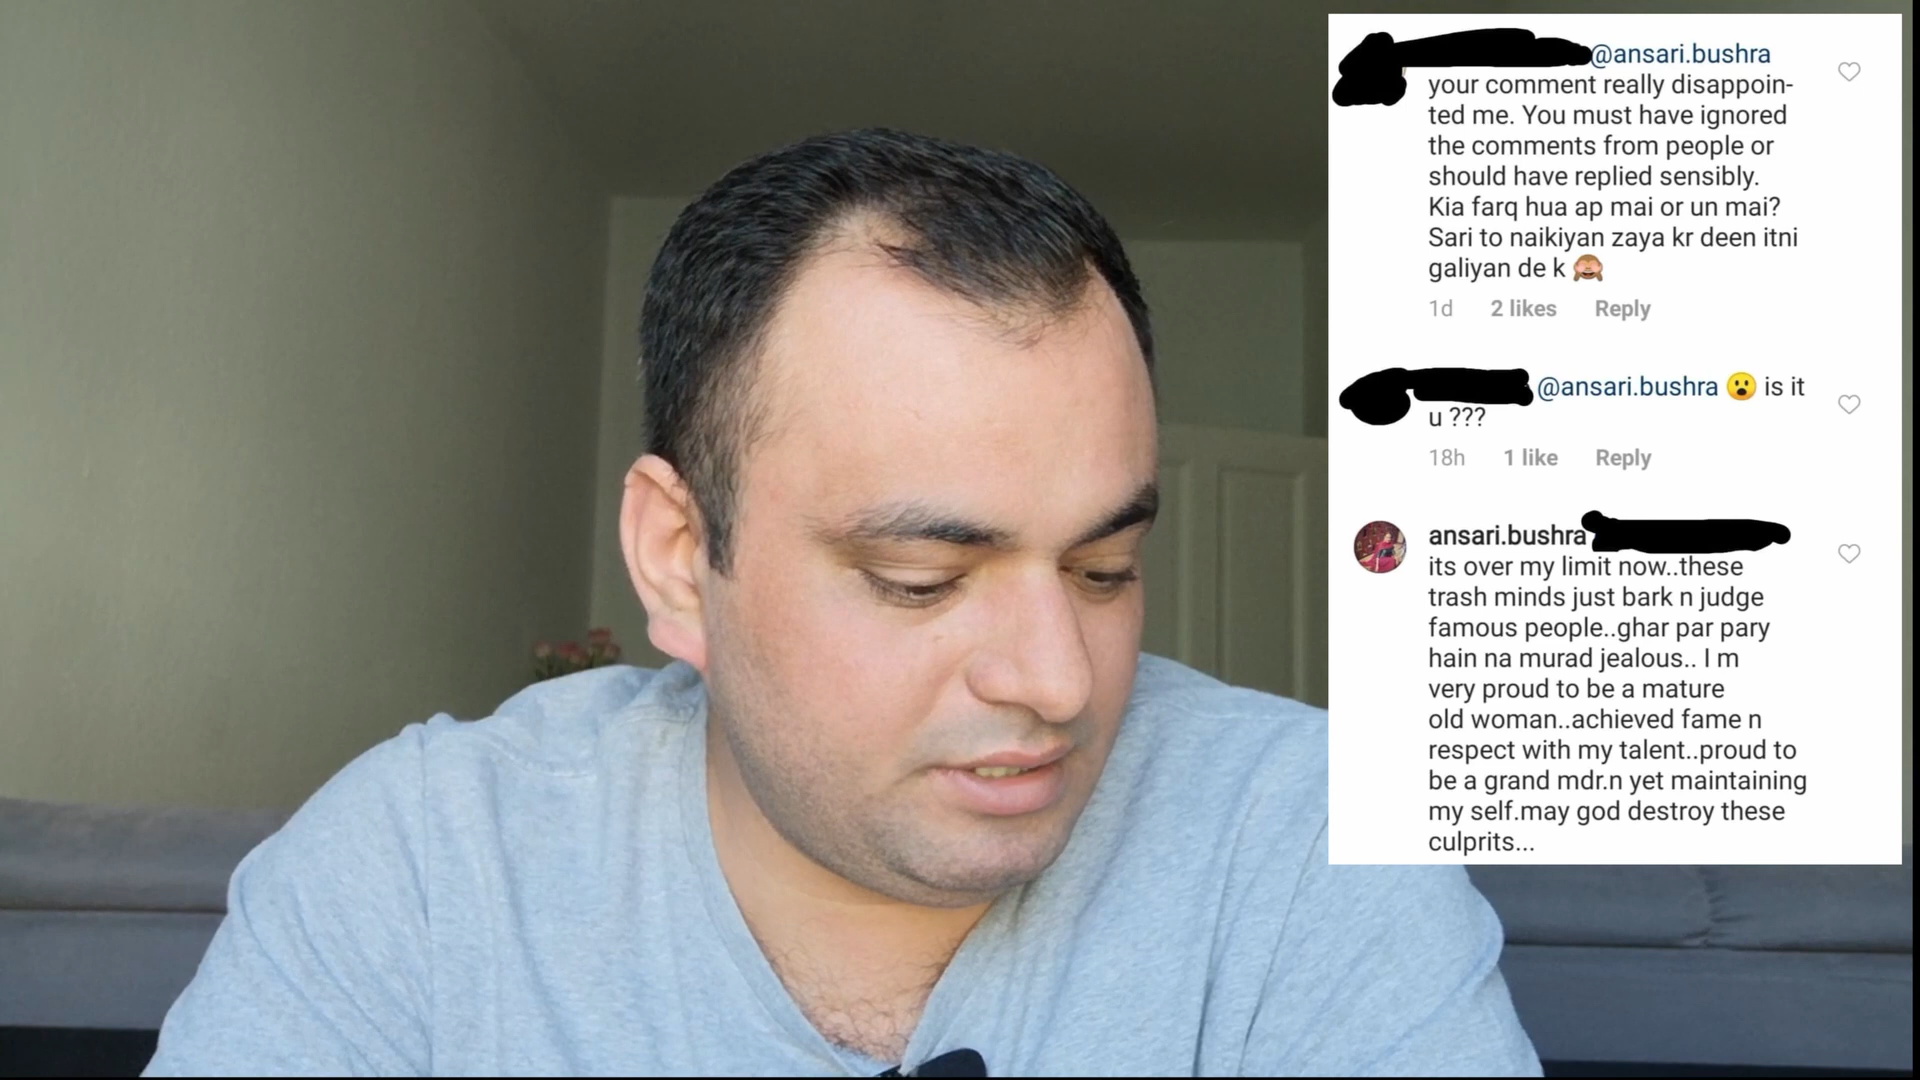 @ansari.bushra
your comment really disappoin-
ted me. You must have ignored
the comments from people or
should have replied sensibly.
Kia farq hua ap mai or un mai?
Sari to naikiyan zaya kr deen itni
galiyan de k 🙈
1d 2 likes Reply
@ansari.bushra 😮 is it
u ???
18h 1 like Reply
ansari.bushra
its over my limit now..these
trash minds just bark n judge
famous people..ghar par pary
hain na murad jealous.. I m
very proud to be a mature
old woman..achieved fame n
respect with my talent..proud to
be a grand mdr.n yet maintaining
my self.may god destroy these
culprits...